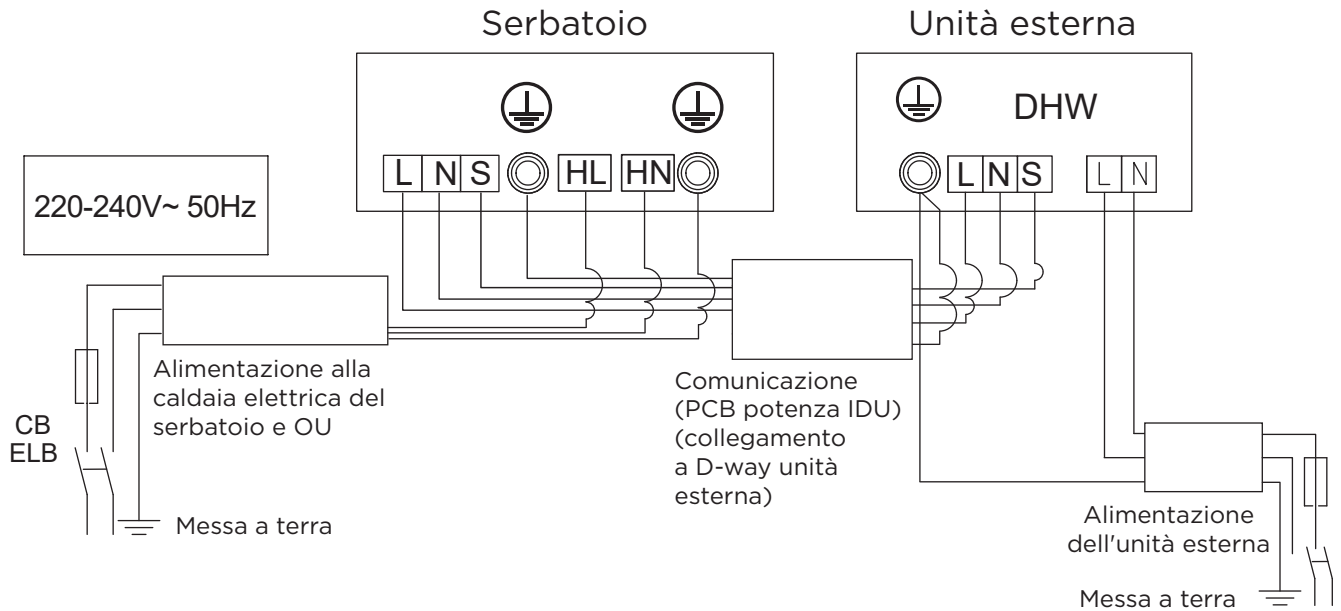 Serbatoio
Unità esterna
DHW
L N S HL HN
L N S L N
220-240V~ 50Hz
Alimentazione alla
caldaia elettrica del
serbatoio e OU
Comunicazione
(PCB potenza IDU)
(collegamento
a D-way unità
esterna)
CB
ELB
Messa a terra
Alimentazione
dell'unità esterna
Messa a terra